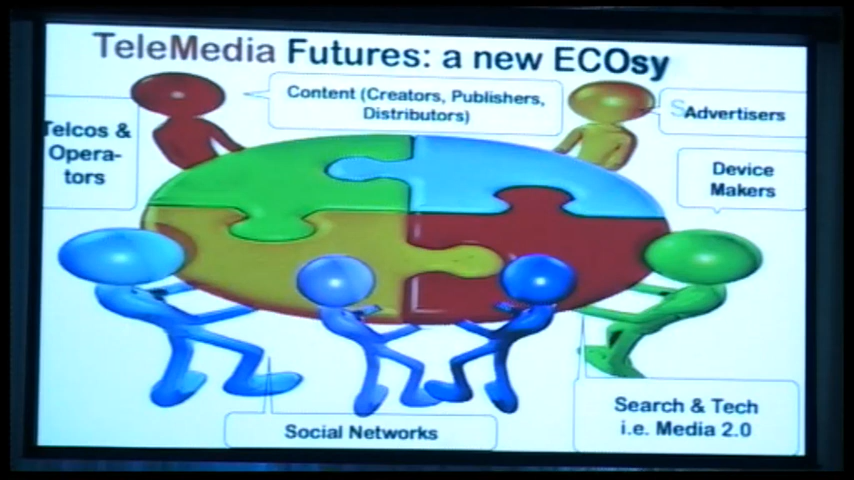 TeleMedia Futures: a new ECOsy
Content (Creators, Publishers,
Distributors)
Telcos &
Opera-
tors
Advertisers
Device
Makers
Social Networks
Search & Tech
i.e. Media 2.0